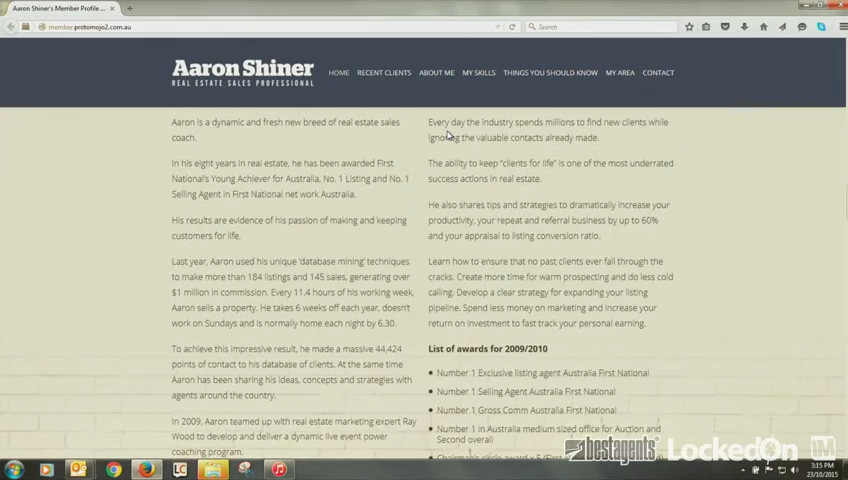 Aaron Shiner's Member Profile ...
member.protomojo2.com.au
Search
Aaron Shiner
REAL ESTATE SALES PROFESSIONAL
HOME RECENT CLIENTS ABOUT ME MY SKILLS THINGS YOU SHOULD KNOW MY AREA CONTACT
Aaron is a dynamic and fresh new breed of real estate sales
coach.
In his eight years in real estate, he has been awarded First
National's Young Achiever for Australia, No. 1 Listing and No. 1
Selling Agent in First National net work Australia.
His results are evidence of his passion of making and keeping
customers for life.
Last year, Aaron used his unique 'database mining' techniques
to make more than 184 listings and 145 sales, generating over
$1 million in commission. Every 11.4 hours of his working week,
Aaron sells a property. He takes 6 weeks off each year, doesn't
work on Sundays and is normally home each night by 6.30.
To achieve this impressive result, he made a massive 44,424
points of contact to his database of clients. At the same time
Aaron has been sharing his ideas, concepts and strategies with
agents around the country.
In 2009, Aaron teamed up with real estate marketing expert Ray
Wood to develop and deliver a dynamic live event power
coaching program.
Every day the industry spends millions to find new clients while
ignoring the valuable contacts already made.
The ability to keep "clients for life" is one of the most underrated
success actions in real estate.
He also shares tips and strategies to dramatically increase your
productivity, your repeat and referral business by up to 60%
and your appraisal to listing conversion ratio.
Learn how to ensure that no past clients ever fall through the
cracks. Create more time for warm prospecting and do less cold
calling. Develop a clear strategy for expanding your listing
pipeline. Spend less money on marketing and increase your
return on investment to fast track your personal earning.
List of awards for 2009/2010
Number 1 Exclusive listing agent Australia First National
Number 1 Selling Agent Australia First National
Number 1 Gross Comm Australia First National
Number 1 in Australia medium sized office for Auction and
Second overall
Chairman's circle award x 5 (First
bestagents LockedOn
LC
3:15 PM
23/10/2015